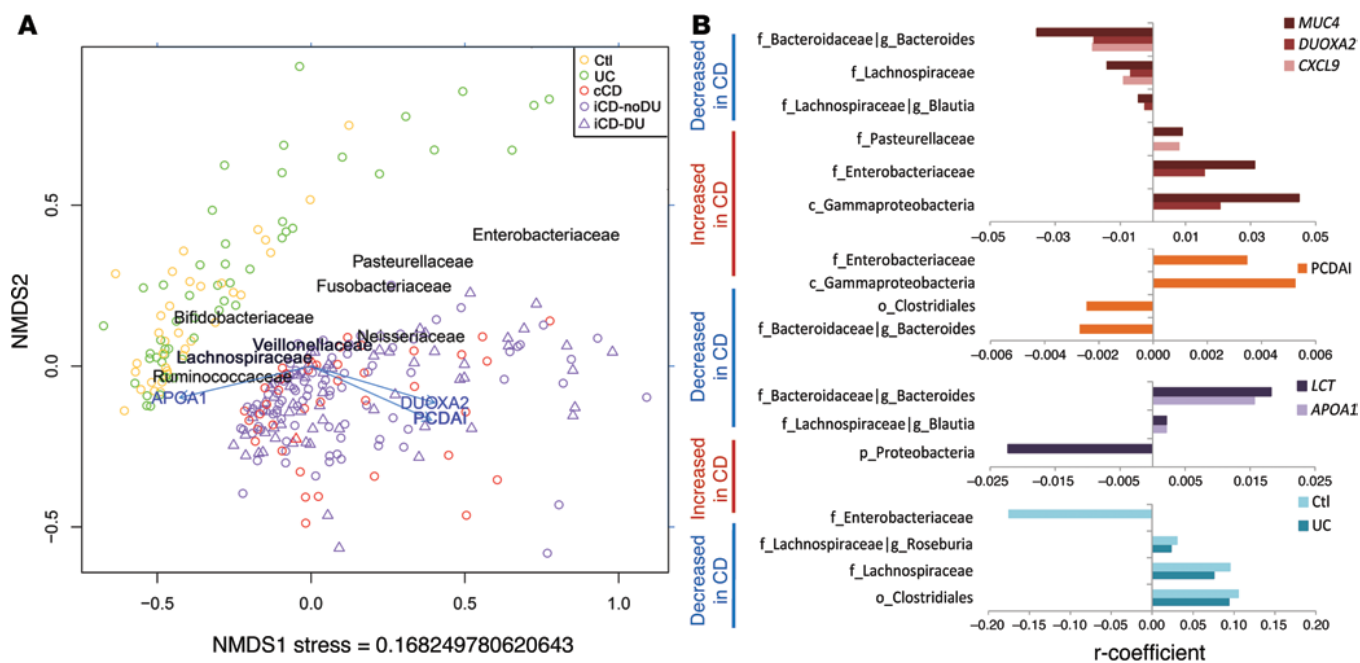 A
Ctl
UC
cCD
iCD-noDU
iCD-DU
Enterobacteriaceae
Pasteurellaceae
Fusobacteriaceae
Bifidobacteriaceae
Neisseriaceae
Veillonellaceae
Lachnospiraceae
Ruminococcaceae
APOA1
DUOXA2
PCDAI
NMDS2
0.5
0.0
−0.5
−0.5
0.0
0.5
1.0
NMDS1 stress = 0.168249780620643
B
Decreased
in CD
Increased
in CD
Decreased
in CD
Increased
in CD
Decreased
in CD
f_Bacteroidaceae|g_Bacteroides
f_Lachnospiraceae
f_Lachnospiraceae|g_Blautia
f_Pasteurellaceae
f_Enterobacteriaceae
c_Gammaproteobacteria
MUC4
DUOXA2
CXCL9
−0.05
−0.03
−0.01
0.01
0.03
0.05
f_Enterobacteriaceae
c_Gammaproteobacteria
o_Clostridiales
f_Bacteroidaceae|g_Bacteroides
PCDAI
−0.006
−0.004
−0.002
0.000
0.002
0.004
0.006
f_Bacteroidaceae|g_Bacteroides
f_Lachnospiraceae|g_Blautia
p_Proteobacteria
LCT
APOA1
−0.025
−0.015
−0.005
0.005
0.015
0.025
f_Enterobacteriaceae
f_Lachnospiraceae|g_Roseburia
f_Lachnospiraceae
o_Clostridiales
Ctl
UC
−0.20
−0.15
−0.10
−0.05
0.00
0.05
0.10
0.15
0.20
r-coefficient